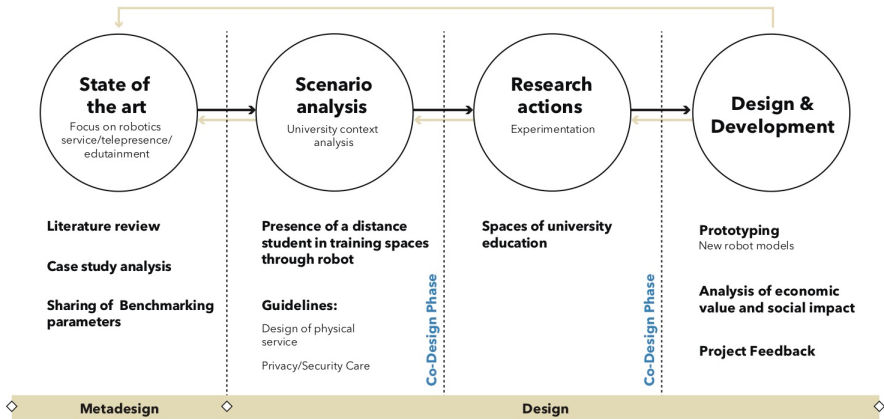 State of
the art
Focus on robotics
service/telepresence/
edutainment
Scenario
analysis
University context
analysis
Research
actions
Experimentation
Design &
Development
Literature review
Case study analysis
Sharing of Benchmarking
parameters
Presence of a distance
student in training spaces
through robot
Guidelines:
Design of physical
service
Privacy/Security Care
Co-Design Phase
Spaces of university
education
Co-Design Phase
Prototyping
New robot models
Analysis of economic
value and social impact
Project Feedback
Metadesign
Design